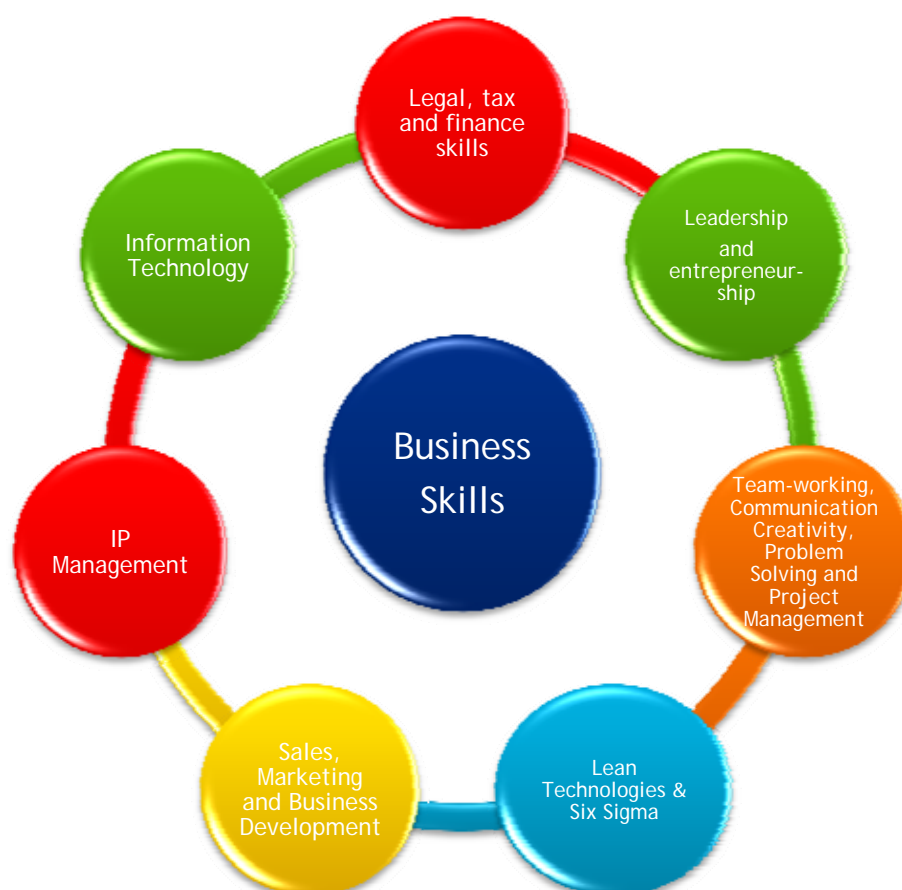 Legal, tax
and finance
skills
Leadership
and
entrepreneur-
ship
Team-working,
Communication
Creativity,
Problem
Solving and
Project
Management
Lean
Technologies &
Six Sigma
Sales,
Marketing
and Business
Development
IP
Management
Information
Technology
Business
Skills